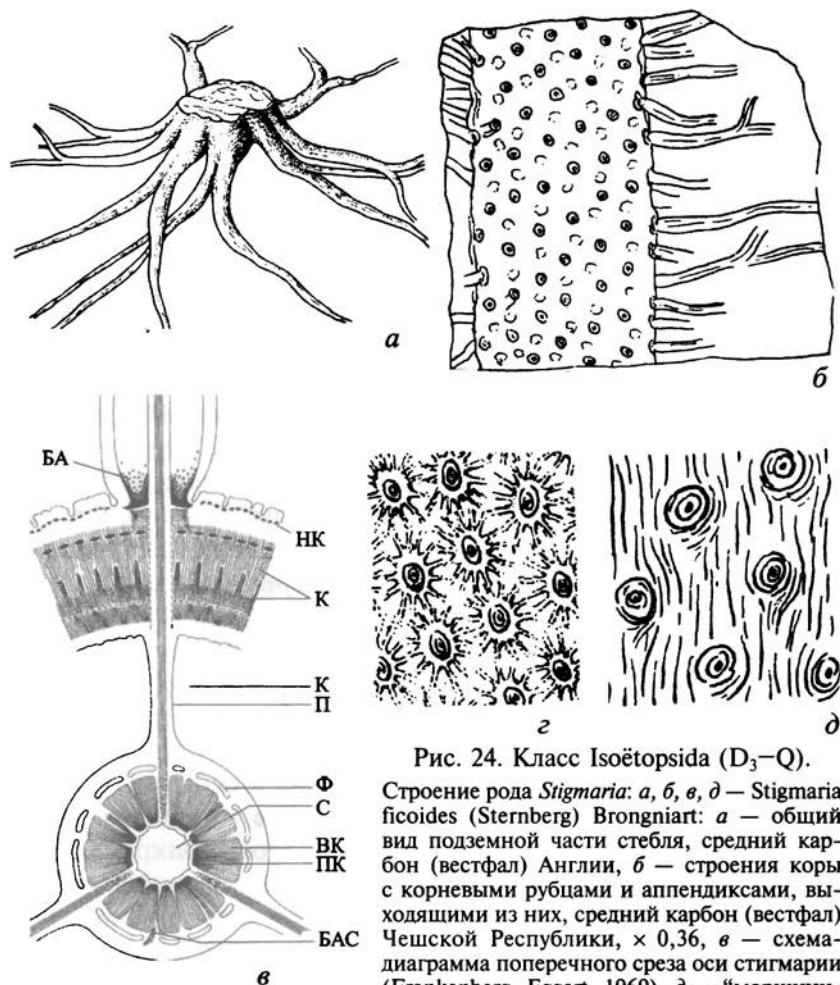 а
б
БА
НК
К
К
П
Ф
С
ВК
ПК
БАС
в
г
д
Рис. 24. Класс Isoëtopsida (D₃—Q).
Строение рода Stigmaria: а, б, в, д — Stigmaria
ficoides (Sternberg) Brongniart: а — общий
вид подземной части стебля, средний кар-
бон (вестфал) Англии, б — строения коры
с корневыми рубцами и аппендиксами, вы-
ходящими из них, средний карбон (вестфал)
Чешской Республики, × 0,36, в — схема-
диаграмма поперечного среза оси стигмарии